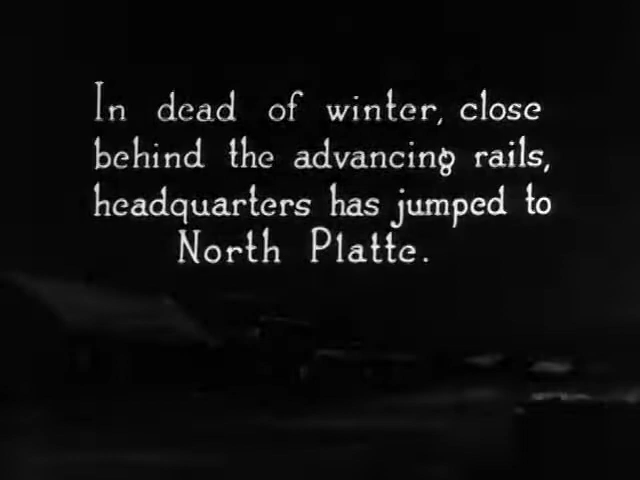 In dead of winter, close
behind the advancing rails,
headquarters has jumped to
North Platte.